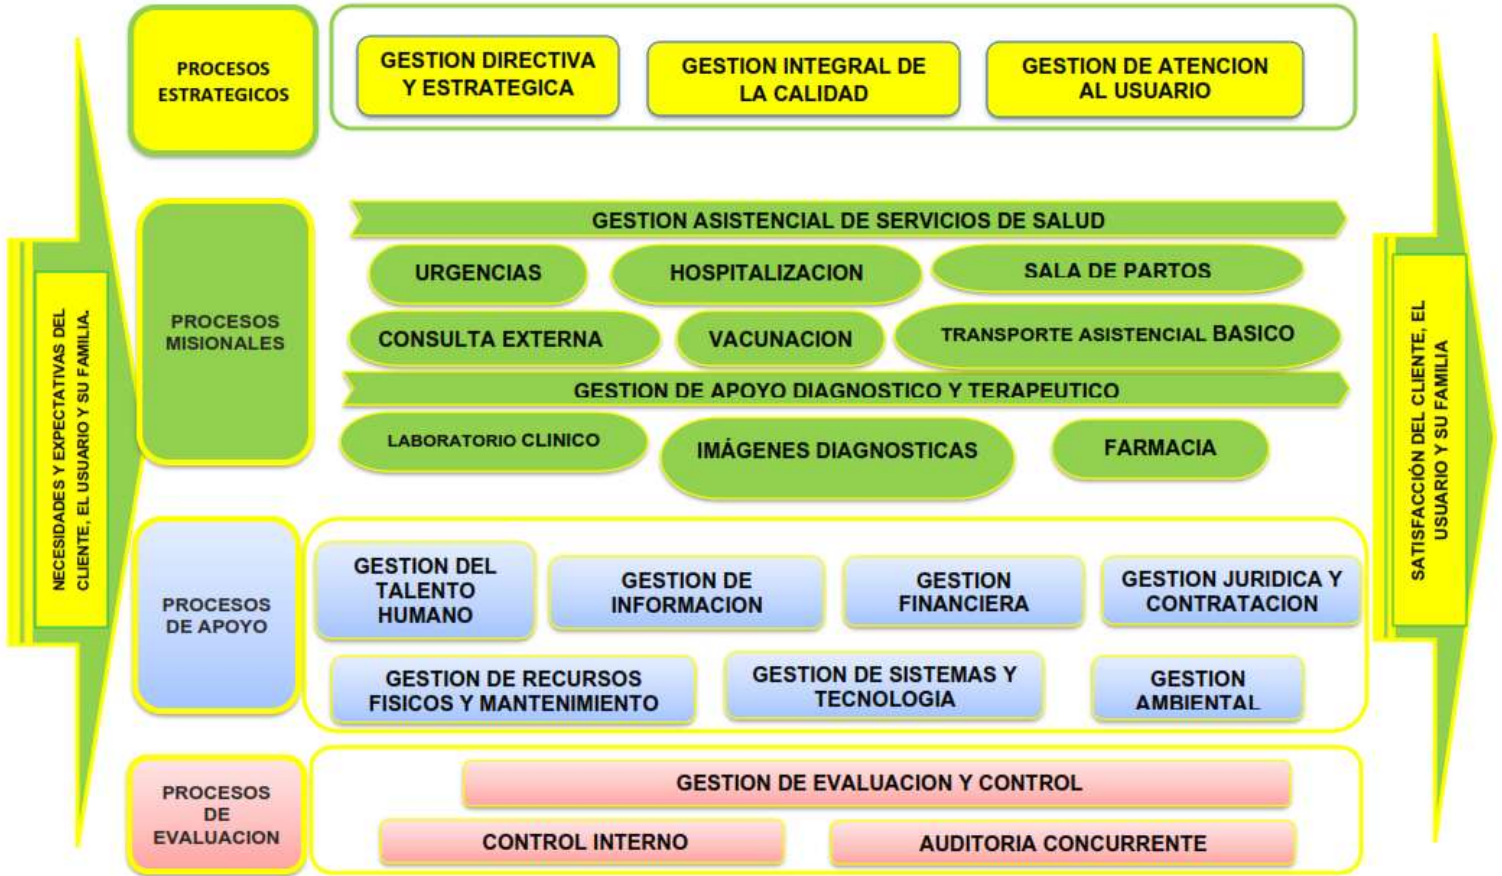 PROCESOS
ESTRATEGICOS
GESTION DIRECTIVA
Y ESTRATEGICA
GESTION INTEGRAL DE
LA CALIDAD
GESTION DE ATENCION
AL USUARIO
NECESIDADES Y EXPECTATIVAS DEL
CLIENTE, EL USUARIO Y SU FAMILIA.
PROCESOS
MISIONALES
GESTION ASISTENCIAL DE SERVICIOS DE SALUD
URGENCIAS
HOSPITALIZACION
SALA DE PARTOS
CONSULTA EXTERNA
VACUNACION
TRANSPORTE ASISTENCIAL BASICO
GESTION DE APOYO DIAGNOSTICO Y TERAPEUTICO
LABORATORIO CLINICO
IMÁGENES DIAGNOSTICAS
FARMACIA
PROCESOS
DE APOYO
GESTION DEL
TALENTO
HUMANO
GESTION DE
INFORMACION
GESTION
FINANCIERA
GESTION JURIDICA Y
CONTRATACION
GESTION DE RECURSOS
FISICOS Y MANTENIMIENTO
GESTION DE SISTEMAS Y
TECNOLOGIA
GESTION
AMBIENTAL
PROCESOS
DE
EVALUACION
GESTION DE EVALUACION Y CONTROL
CONTROL INTERNO
AUDITORIA CONCURRENTE
SATISFACCIÓN DEL CLIENTE, EL
USUARIO Y SU FAMILIA